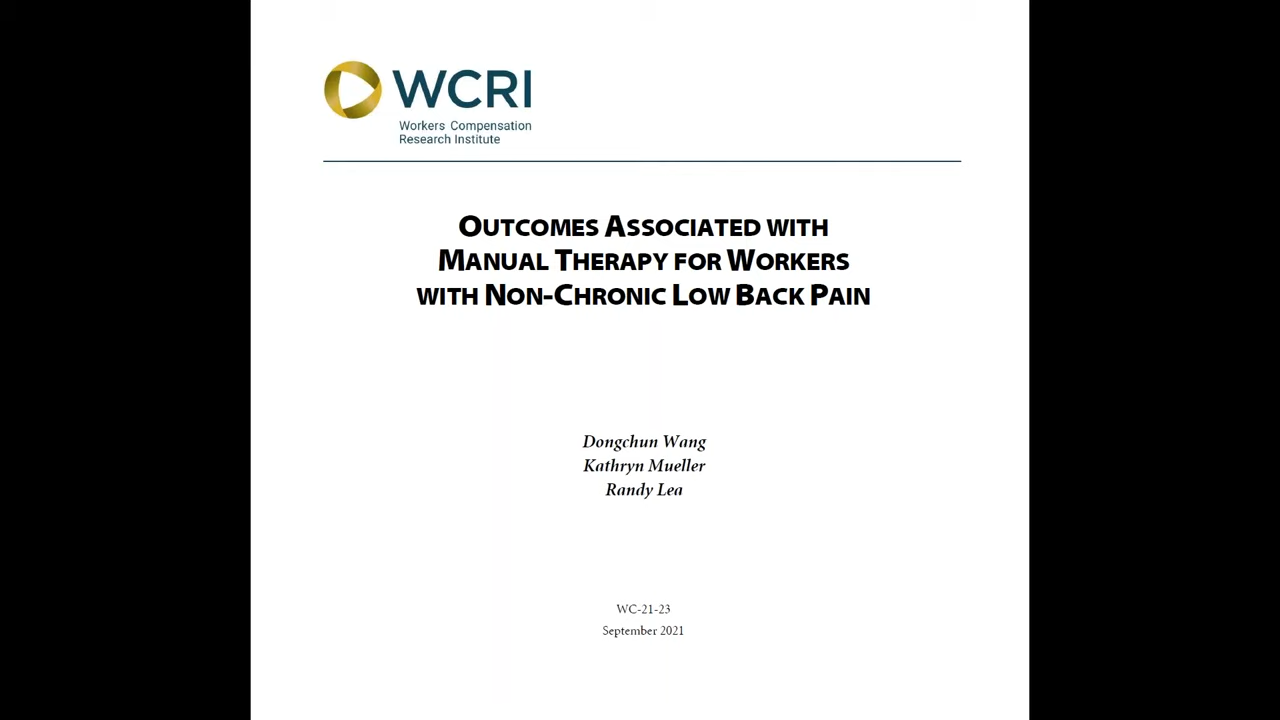 WCRI
Workers Compensation
Research Institute
OUTCOMES ASSOCIATED WITH
MANUAL THERAPY FOR WORKERS
WITH NON-CHRONIC LOW BACK PAIN
Dongchun Wang
Kathryn Mueller
Randy Lea
WC-21-23
September 2021